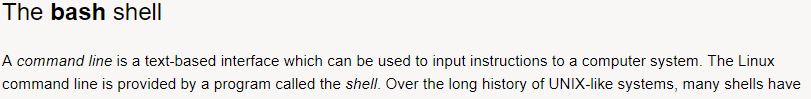 The bash shell
A command line is a text-based interface which can be used to input instructions to a computer system. The Linux
command line is provided by a program called the shell. Over the long history of UNIX-like systems, many shells have